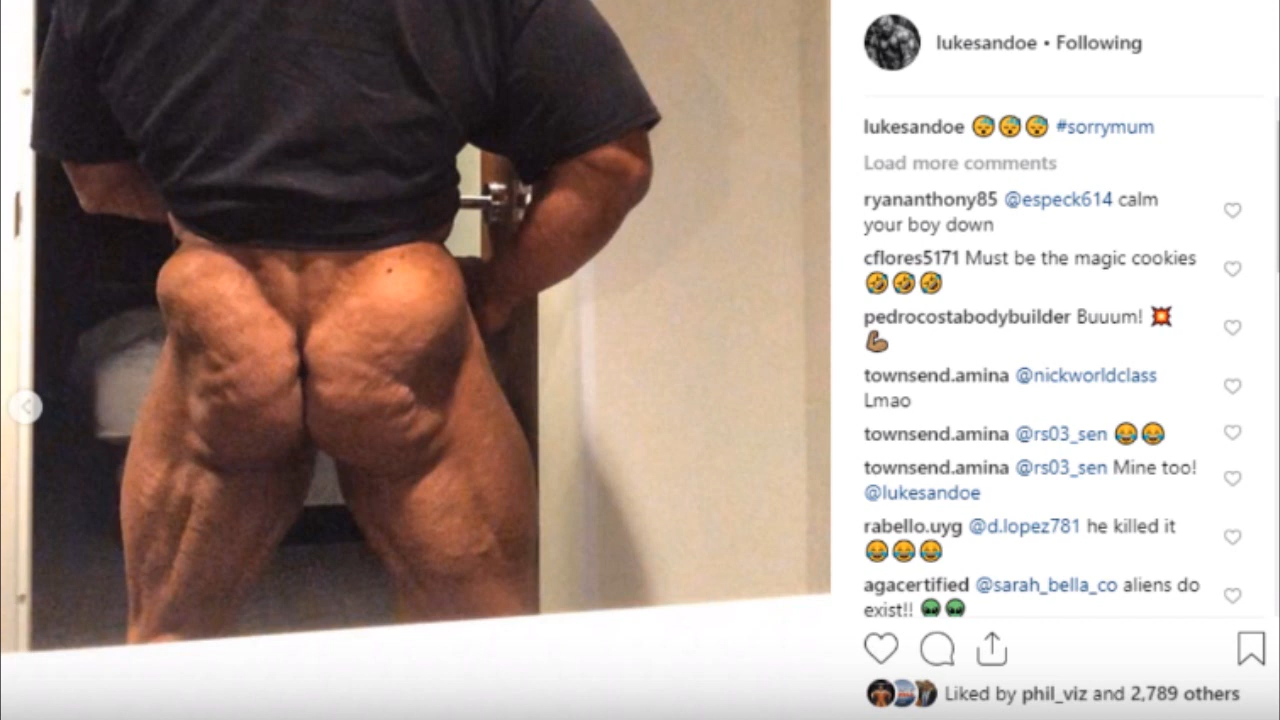 lukesandoe • Following
lukesandoe 😴😴😴 #sorrymum
Load more comments
ryananthony85 @especk614 calm
your boy down
cflores5171 Must be the magic cookies
🤣🤣🤣
pedrocostabodybuilder Buuum! 💥
💪🏽
townsend.amina @nickworldclass
Lmao
townsend.amina @rs03_sen 😂😂
townsend.amina @rs03_sen Mine too!
@lukesandoe
rabello.uyg @d.lopez781 he killed it
😂😂😂
agacertified @sarah_bella_co aliens do
exist!! 👽👽
Liked by phil_viz and 2,789 others